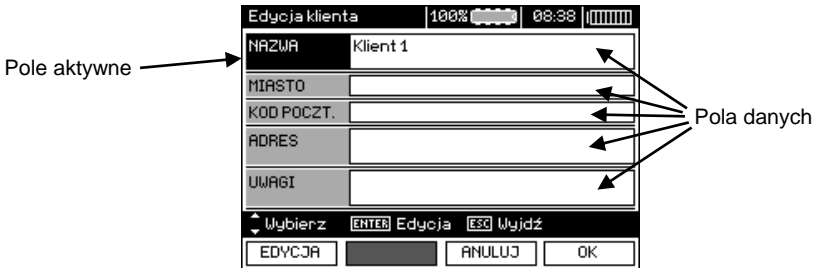 Edycja klienta 100% 08:38
NAZWA Klient 1
Pole aktywne
MIASTO
KOD POCZT.
Pola danych
ADRES
UWAGI
Wybierz ENTER Edycja ESC Wyjdź
EDYCJA ANULUJ OK